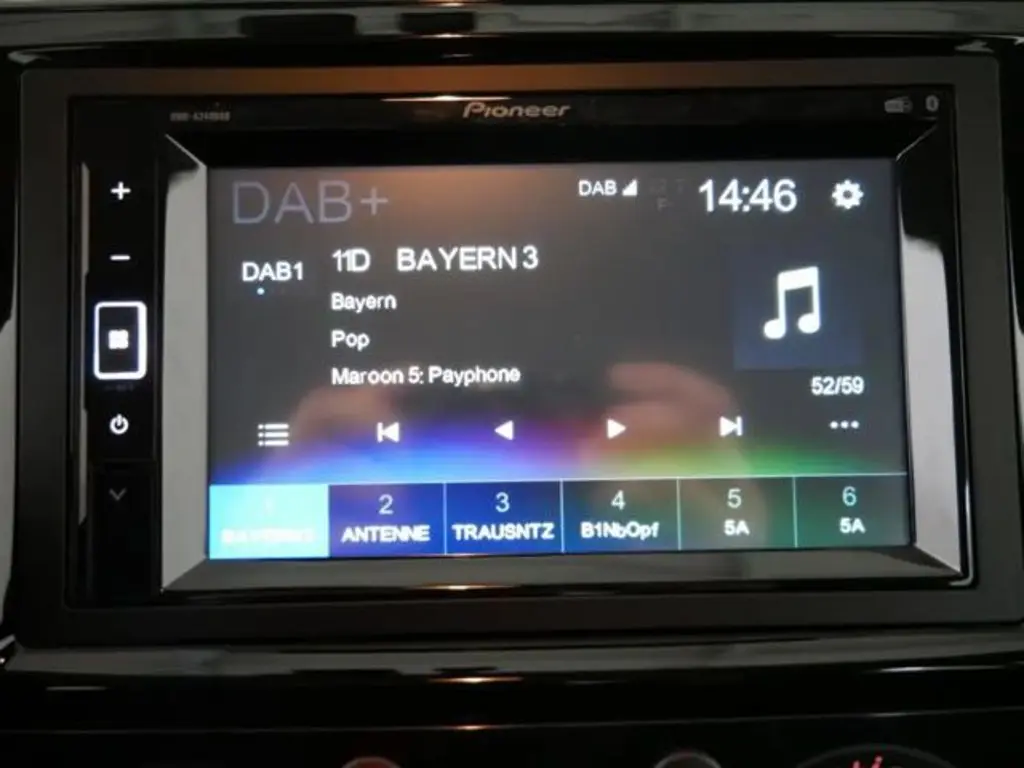 Pioneer
DAB+
DAB
14:46
DAB1
11D BAYERN 3
Bayern
Pop
Maroon 5: Payphone
52/59
1
2
ANTENNE
3
TRAUSNTZ
4
B1NbOpf
5
5A
6
5A